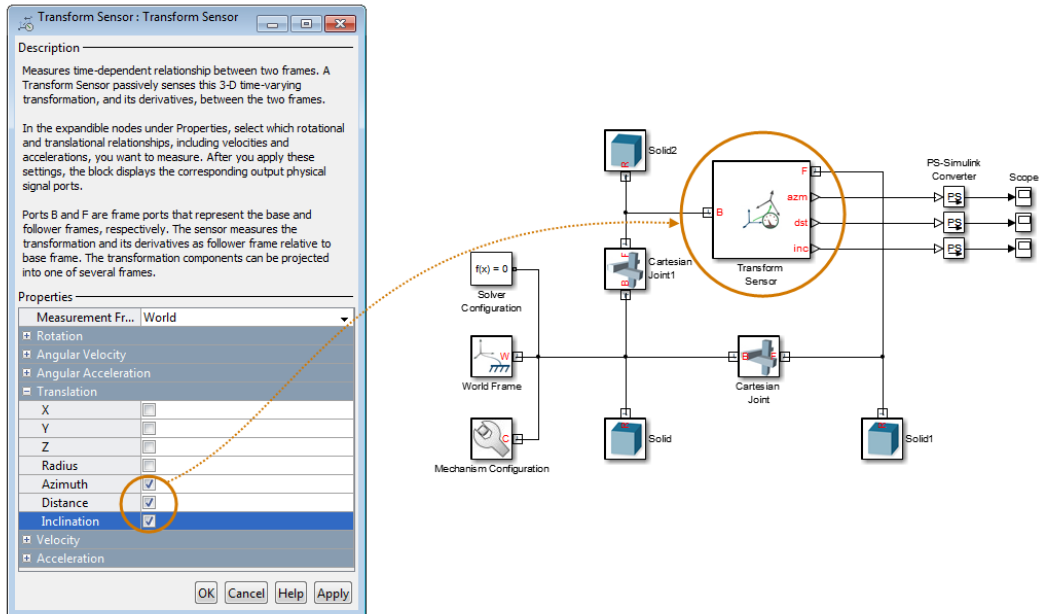 Transform Sensor : Transform Sensor
Description
Measures time-dependent relationship between two frames. A
Transform Sensor passively senses this 3-D time-varying
transformation, and its derivatives, between the two frames.
In the expandible nodes under Properties, select which rotational
and translational relationships, including velocities and
accelerations, you want to measure. After you apply these
settings, the block displays the corresponding output physical
signal ports.
Ports B and F are frame ports that represent the base and
follower frames, respectively. The sensor measures the
transformation and its derivatives as follower frame relative to
base frame. The transformation components can be projected
into one of several frames.
Properties
Measurement Fr... World
Rotation
Angular Velocity
Angular Acceleration
Translation
X
Y
Z
Radius
Azimuth
Distance
Inclination
Velocity
Acceleration
OK Cancel Help Apply
Solid2
R
B
F
azm
dst
inc
Transform
Sensor
PS-Simulink
Converter
Scope
PS
PS
PS
F
B
Cartesian
Joint1
f(x) = 0
Solver
Configuration
W
World Frame
C
Mechanism Configuration
B
Cartesian
Joint
Solid
Solid1